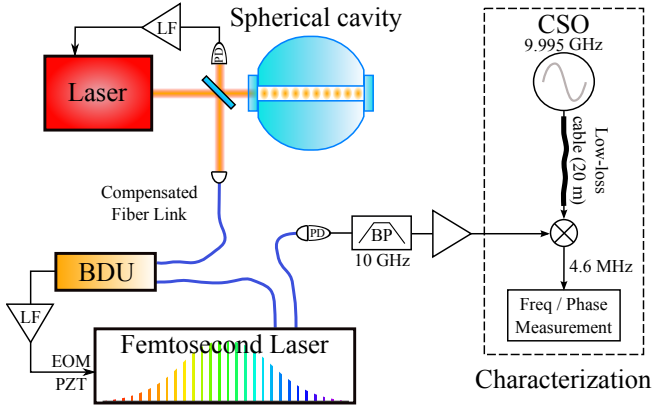 LF
PD
Spherical cavity
Laser
Compensated
Fiber Link
BDU
LF
EOM
PZT
Femtosecond Laser
PD
BP
10 GHz
CSO
9.995 GHz
Low-loss
cable (20 m)
4.6 MHz
Freq / Phase
Measurement
Characterization